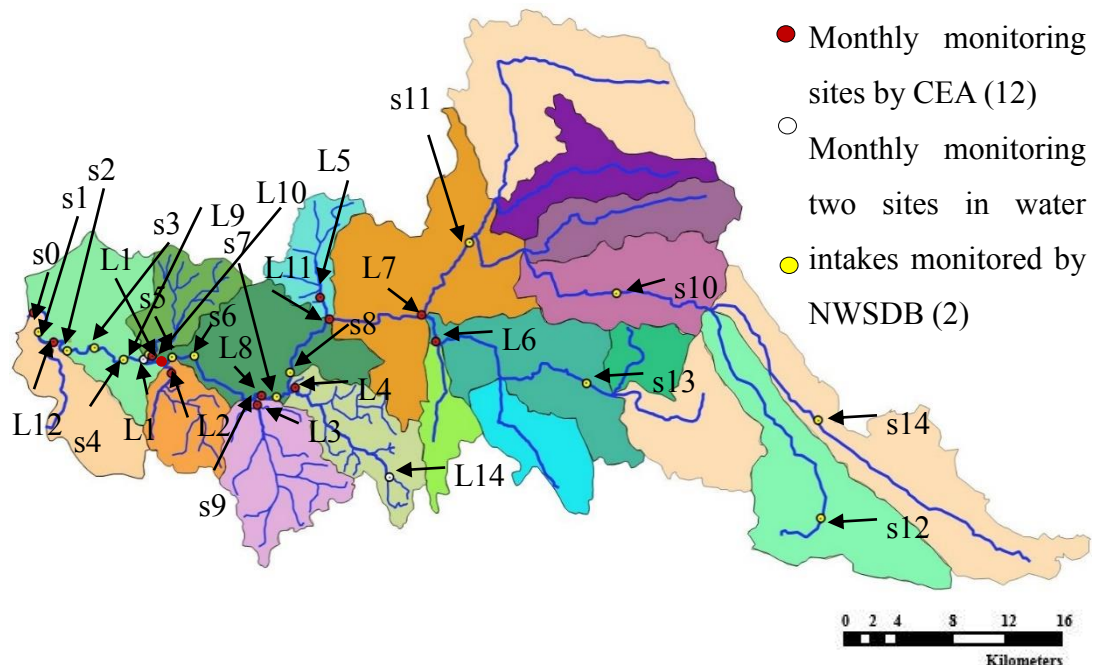 Monthly monitoring
sites by CEA (12)
Monthly monitoring
two sites in water
intakes monitored by
NWSDB (2)
s11
s2
s1
s0
L5
L10
s7
s3
L9
L1
L11
L7
s10
s5
s6
s8
L6
L8
s13
L4
L12
s4
L1
L2
L3
s14
s9
L14
s12
0 2 4 8 12 16
Kilometers